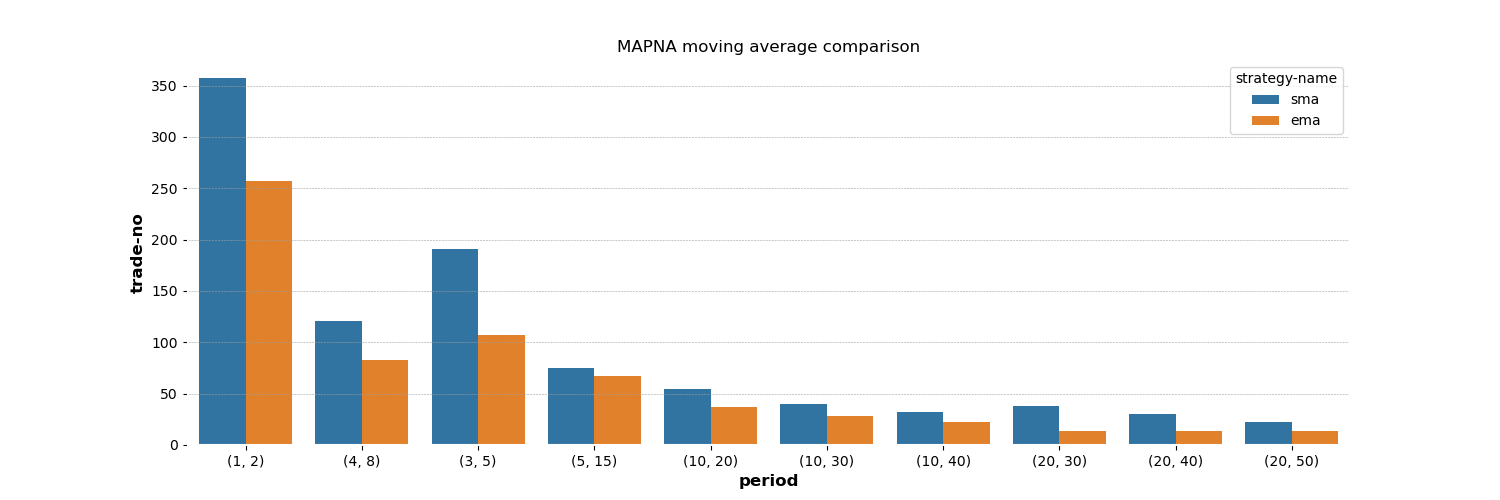 MAPNA moving average comparison
strategy-name
sma
ema
trade-no
350
300
250
200
150
100
50
0
(1, 2) (4, 8) (3, 5) (5, 15) (10, 20) (10, 30) (10, 40) (20, 30) (20, 40) (20, 50)
period